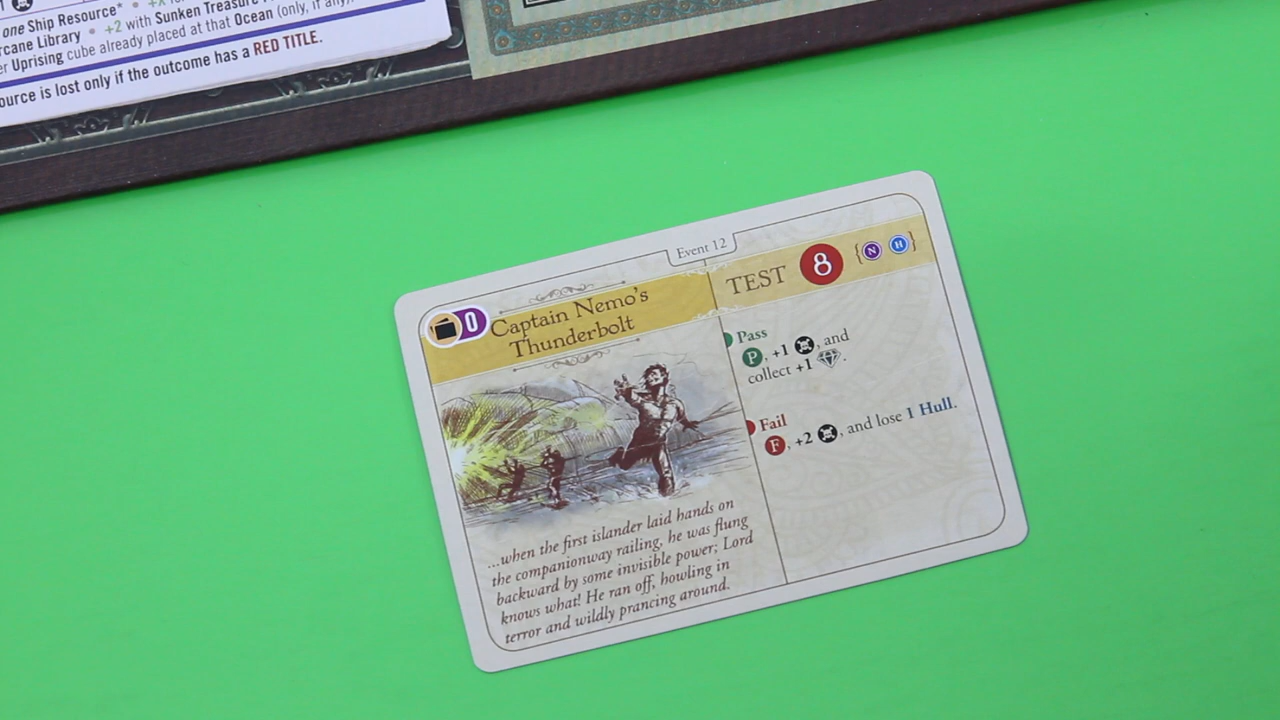 one Ship Resource*
Library • +2 with Sunken Treasure
Uprising cube already placed at that Ocean (only, if any).
is lost only if the outcome has a RED TITLE.
Event 12
0
Captain Nemo's
Thunderbolt
TEST 8 {N H}
Pass
P, +1 , and
collect +1 .
Fail
F, +2 , and lose 1 Hull.
...when the first islander laid hands on
the companionway railing, he was flung
backward by some invisible power; Lord
knows what! He ran off, howling in
terror and wildly prancing around.